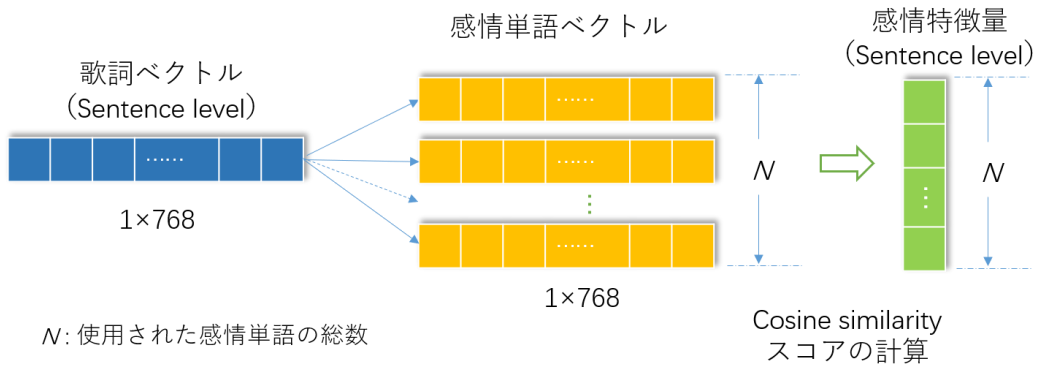 歌詞ベクトル
（Sentence level）
……
1×768
感情単語ベクトル
……
……
⋮
……
1×768
N
感情特徴量
（Sentence level）
⋮
N
Cosine similarity
スコアの計算
N: 使用された感情単語の総数